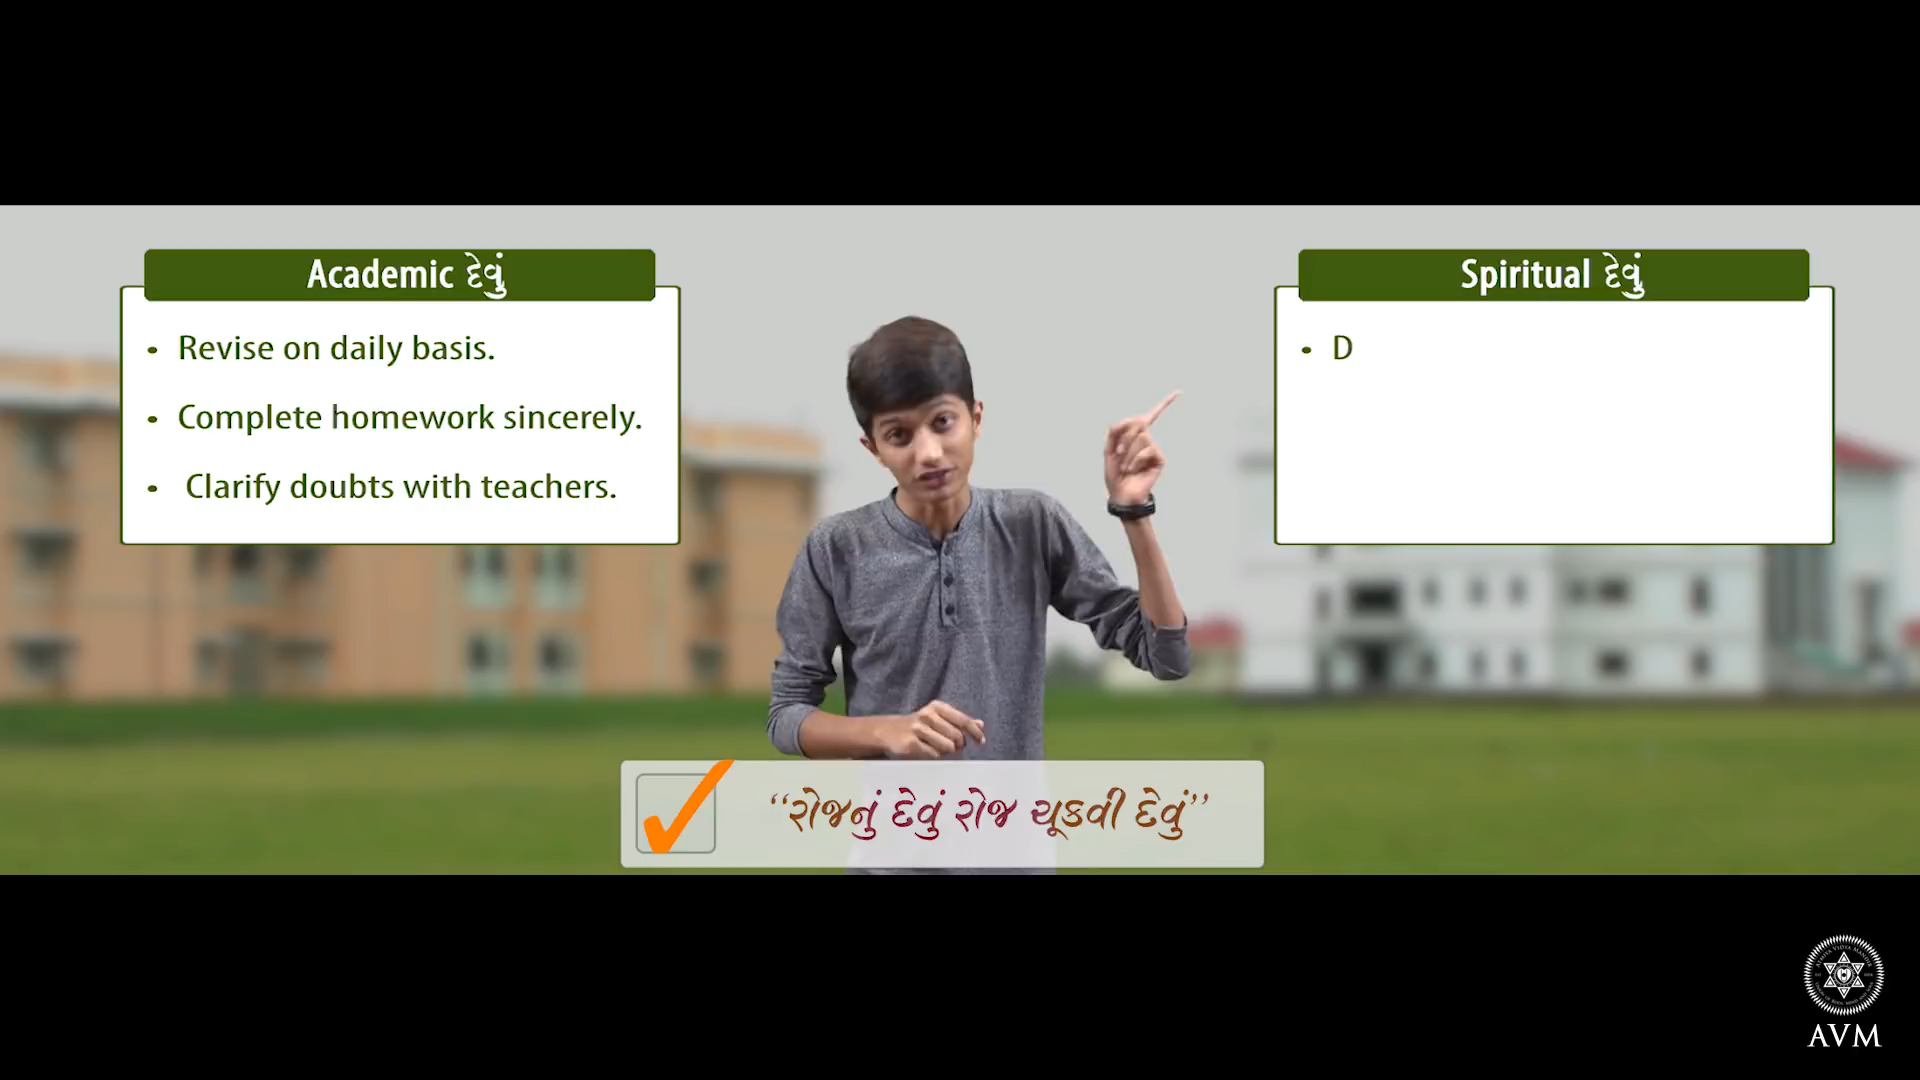 Academic દેવું
• Revise on daily basis.
• Complete homework sincerely.
• Clarify doubts with teachers.
Spiritual દેવું
• D
“રોજનું દેવું રોજ ચૂકવી દેવું”
AVM